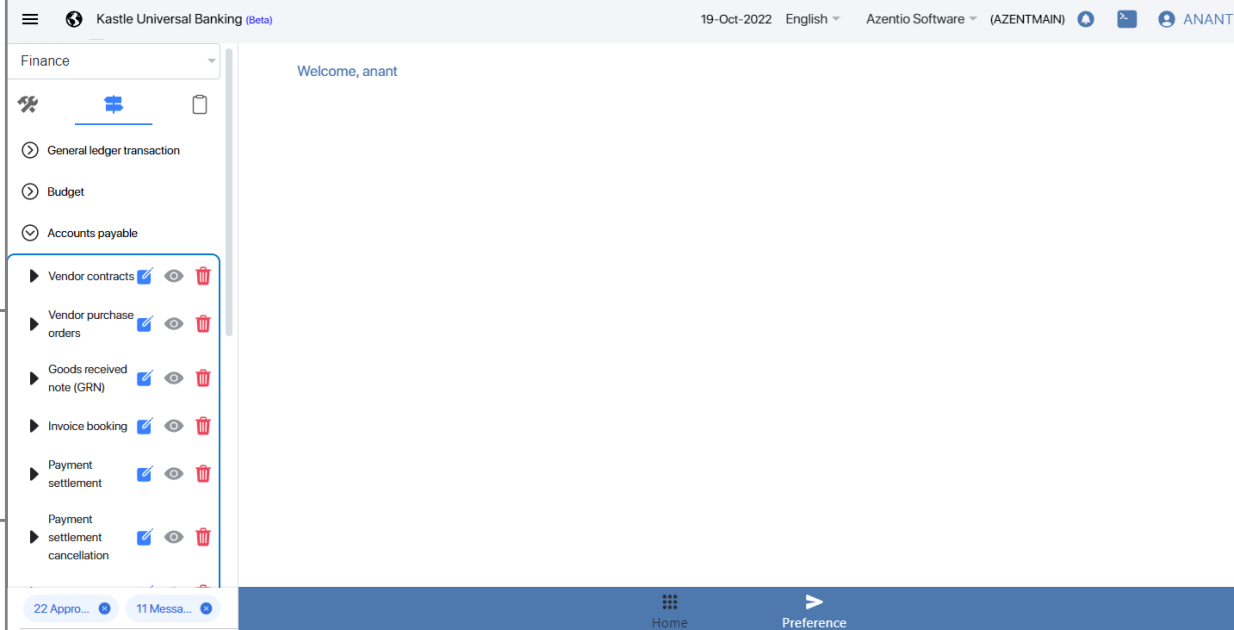 Kastle Universal Banking (Beta)
19-Oct-2022 English Azentio Software (AZENTMAIN) ANANT
Finance
Welcome, anant
General ledger transaction
Budget
Accounts payable
Vendor contracts
Vendor purchase
orders
Goods received
note (GRN)
Invoice booking
Payment
settlement
Payment
settlement
cancellation
22 Appro...
11 Messa...
Home
Preference